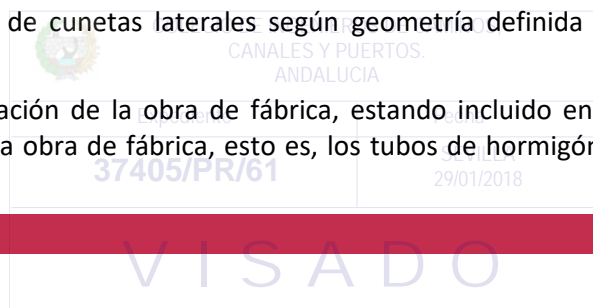 de cunetas laterales según geometría definida
CANALES Y PUERTOS.
ANDALUCIA
ación de la obra de fábrica, estando incluido en
a obra de fábrica, esto es, los tubos de hormigón
SEVILLA
37405/PR/61
29/01/2018
VISADO